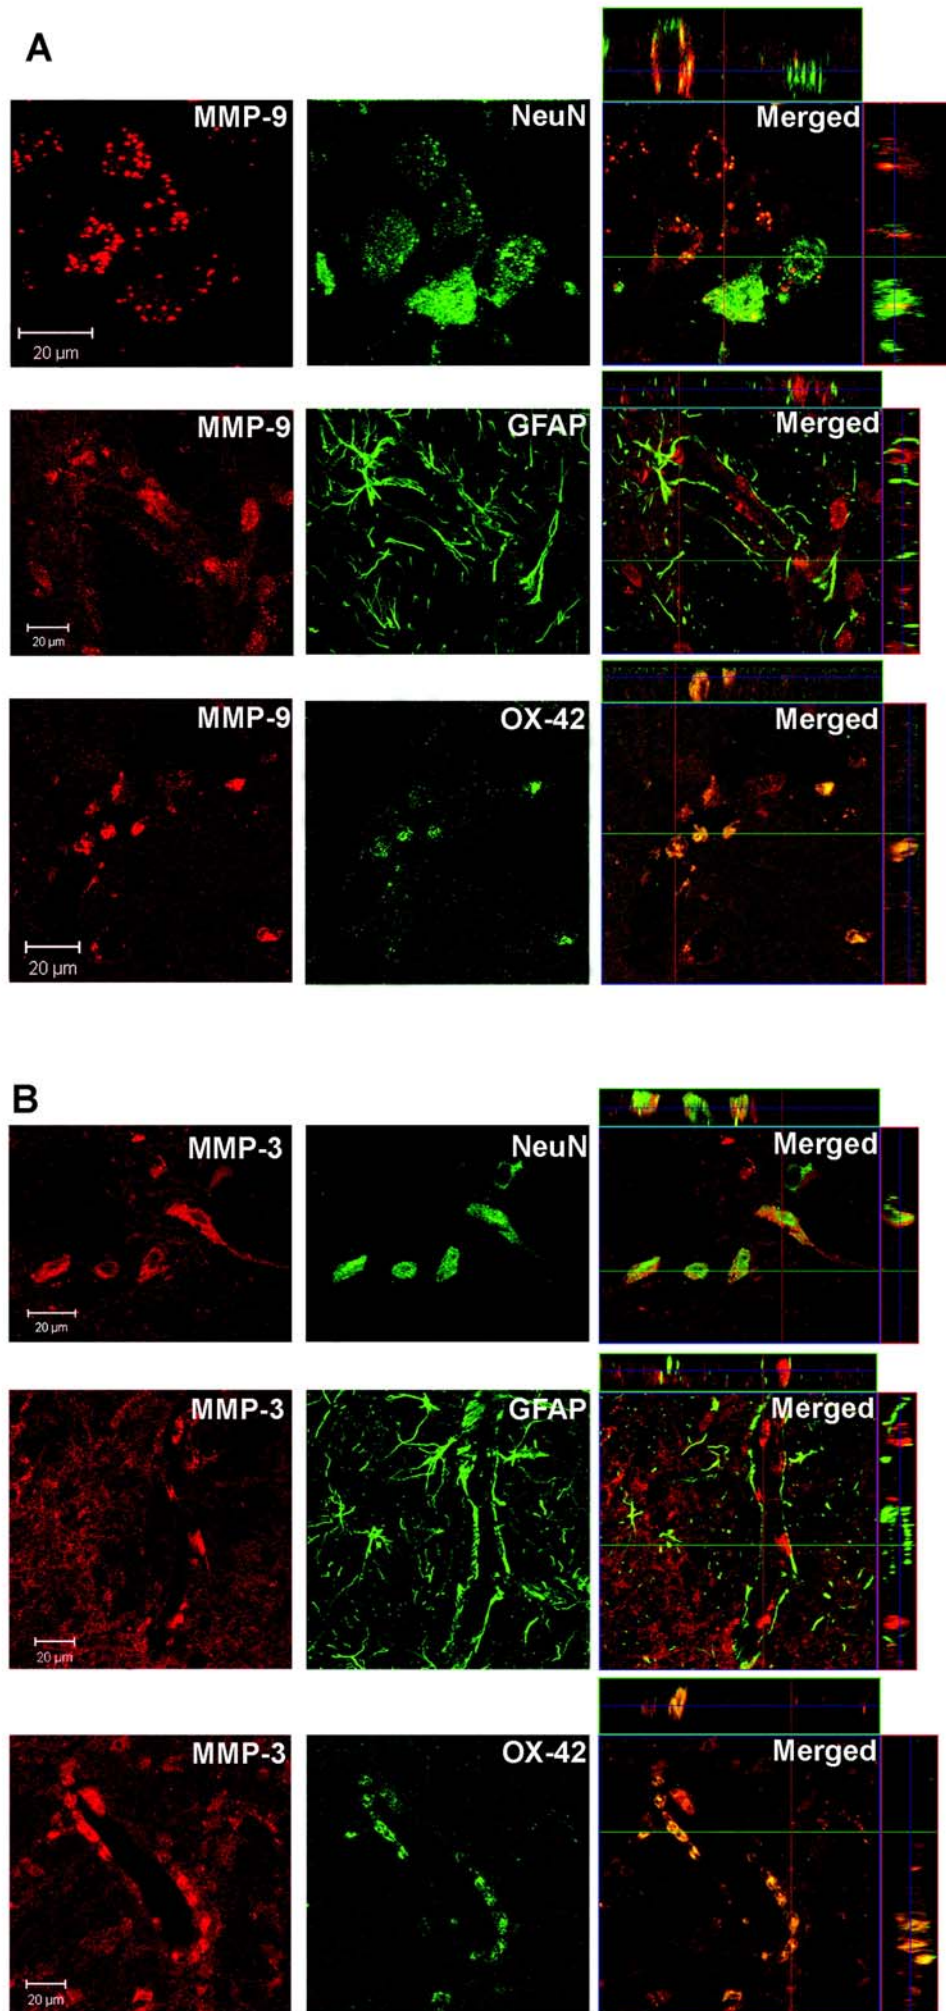 A
MMP-9 NeuN Merged
20 µm
MMP-9 GFAP Merged
20 µm
MMP-9 OX-42 Merged
20 µm
B
MMP-3 NeuN Merged
20 µm
MMP-3 GFAP Merged
20 µm
MMP-3 OX-42 Merged
20 µm